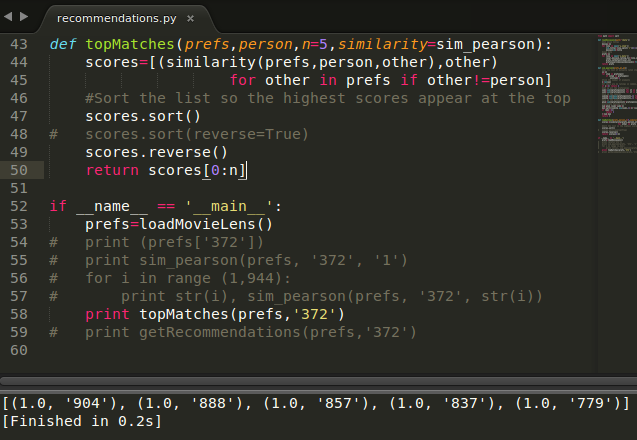 recommendations.py ×
43 def topMatches(prefs,person,n=5,similarity=sim_pearson):
44     scores=[(similarity(prefs,person,other),other)
45                     for other in prefs if other!=person]
46     #Sort the list so the highest scores appear at the top
47     scores.sort()
48 #   scores.sort(reverse=True)
49     scores.reverse()
50     return scores[0:n]
51
52 if __name__ == '__main__':
53     prefs=loadMovieLens()
54 #   print (prefs['372'])
55 #   print sim_pearson(prefs, '372', '1')
56 #   for i in range (1,944):
57 #       print str(i), sim_pearson(prefs, '372', str(i))
58     print topMatches(prefs,'372')
59 #   print getRecommendations(prefs,'372')
60
[(1.0, '904'), (1.0, '888'), (1.0, '857'), (1.0, '837'), (1.0, '779')]
[Finished in 0.2s]